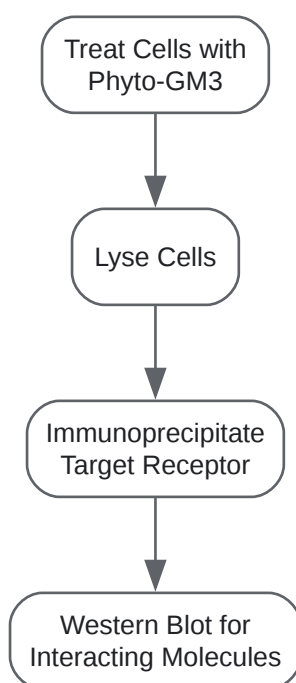 Treat Cells with
Phyto-GM3
Lyse Cells
Immunoprecipitate
Target Receptor
Western Blot for
Interacting Molecules